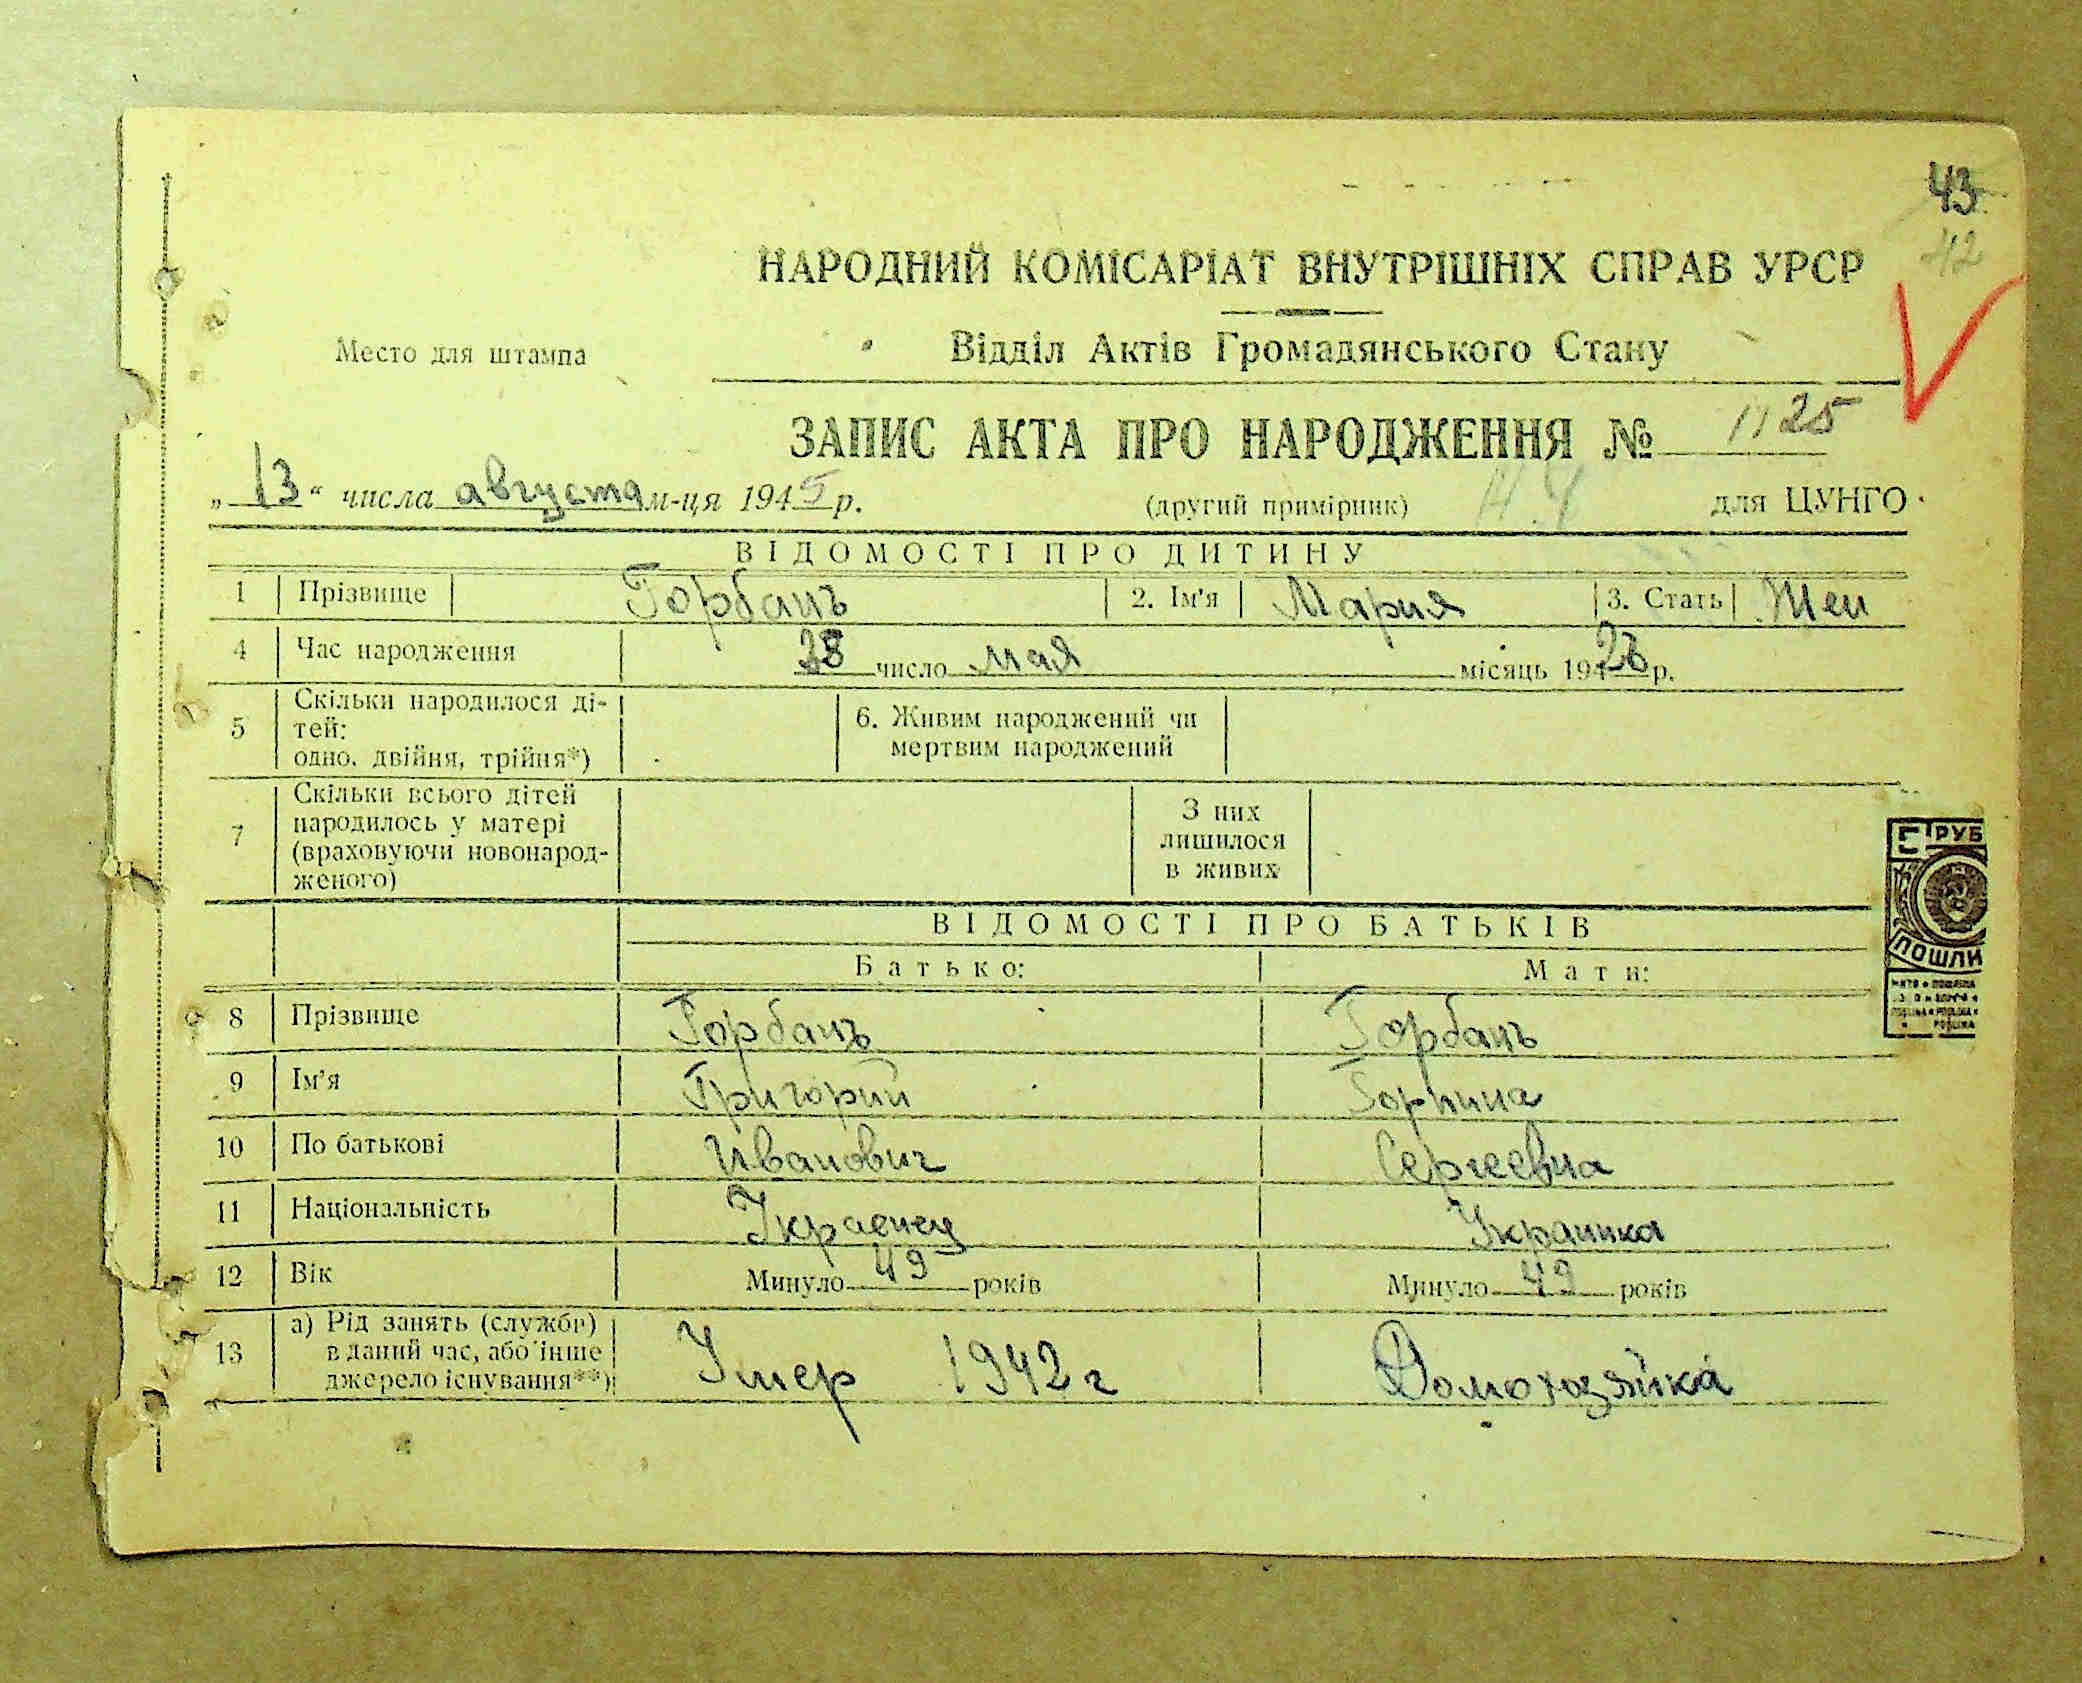 43
42
НАРОДНИЙ КОМІСАРІАТ ВНУТРІШНІХ СПРАВ УРСР
Место для штампа
Відділ Актів Громадянського Стану
ЗАПИС АКТА ПРО НАРОДЖЕННЯ № 1125
„13“ числа августа м-ця 1945 р.
(другий примірник)
для ЦУНГО
ВІДОМОСТІ ПРО ДИТИНУ
1 Прізвище Горбань 2. Ім'я Мария 3. Стать Жен
4 Час народження 28 число мая місяць 1926 р.
5 Скільки народилося ді-
тей:
одно, двійня, трійня*)
6. Живим народжений чи
мертвим народжений
7 Скільки всього дітей
народилось у матері
(враховуючи новонарод-
женого)
З них
лишилося
в живих
5 РУБ
ПОШЛИ
ВІДОМОСТІ ПРО БАТЬКІВ
Батько: Мати:
8 Прізвище Горбань Горбань
9 Ім'я Григорий
10 По батькові Иванович Сергеевна
11 Національність Украенец Украинка
12 Вік Минуло 49 років Минуло 49 років
13 а) Рід занять (служби)
в даний час, або інше
джерело існування**)
Умер 1942 г Домохозяйка